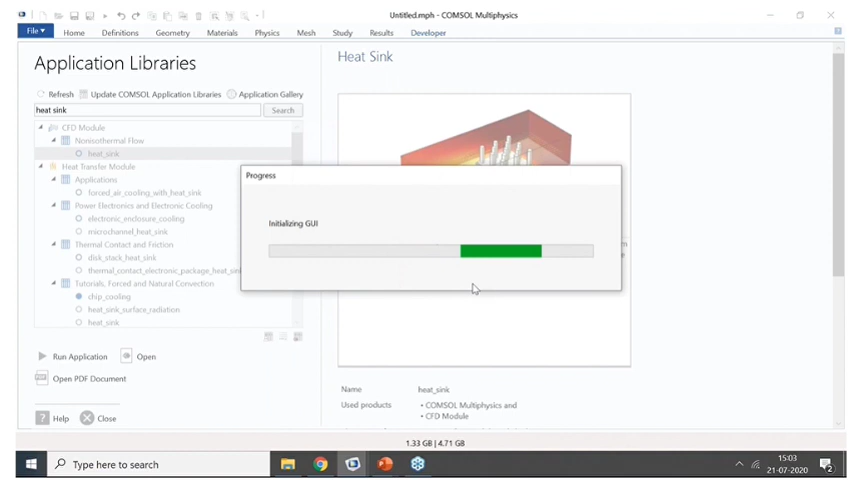 Untitled.mph - COMSOL Multiphysics
File Home Definitions Geometry Materials Physics Mesh Study Results Developer
Application Libraries
Refresh Update COMSOL Application Libraries Application Gallery
heat sink Search
CFD Module
Nonisothermal Flow
heat_sink
Heat Transfer Module
Applications
forced_air_cooling_with_heat_sink
Power Electronics and Electronic Cooling
electronic_enclosure_cooling
microchannel_heat_sink
Thermal Contact and Friction
disk_stack_heat_sink
thermal_contact_electronic_package_heat_sin
Tutorials, Forced and Natural Convection
chip_cooling
heat_sink_surface_radiation
heat_sink
Run Application Open
Open PDF Document
? Help Close
Heat Sink
Progress
Initializing GUI
Name heat_sink
Used products • COMSOL Multiphysics and
• CFD Module
1.33 GB | 4.71 GB
Type here to search
15:03
21-07-2020
2